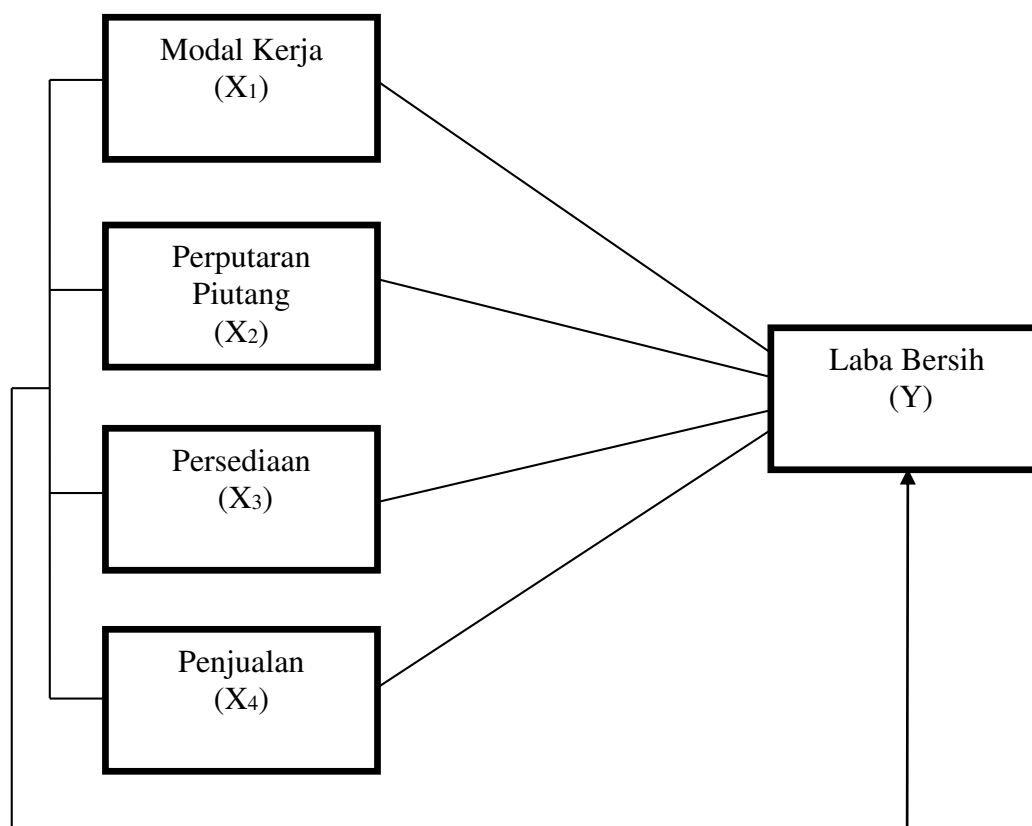 Modal Kerja
(X₁)
Perputaran
Piutang
(X₂)
Persediaan
(X₃)
Penjualan
(X₄)
Laba Bersih
(Y)